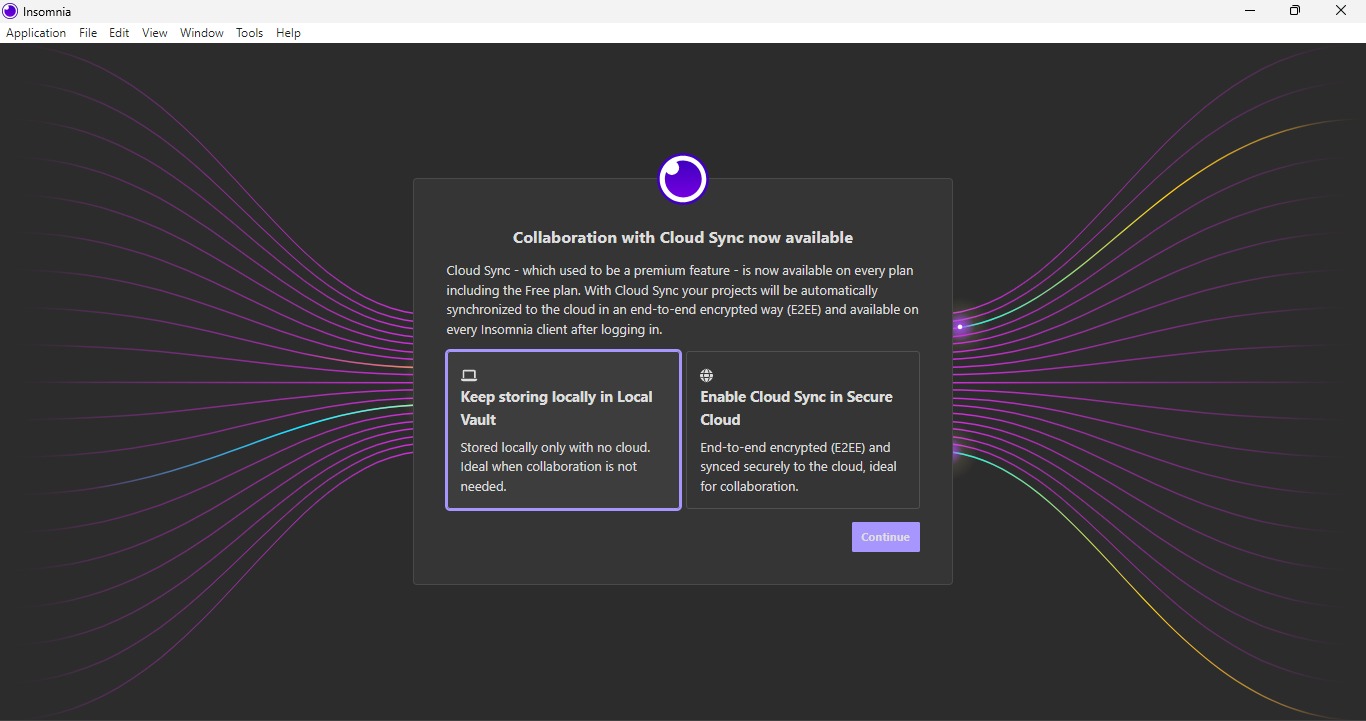 Insomnia
Application File Edit View Window Tools Help
Collaboration with Cloud Sync now available
Cloud Sync - which used to be a premium feature - is now available on every plan
including the Free plan. With Cloud Sync your projects will be automatically
synchronized to the cloud in an end-to-end encrypted way (E2EE) and available on
every Insomnia client after logging in.
Keep storing locally in Local
Vault
Stored locally only with no cloud.
Ideal when collaboration is not
needed.
Enable Cloud Sync in Secure
Cloud
End-to-end encrypted (E2EE) and
synced securely to the cloud, ideal
for collaboration.
Continue